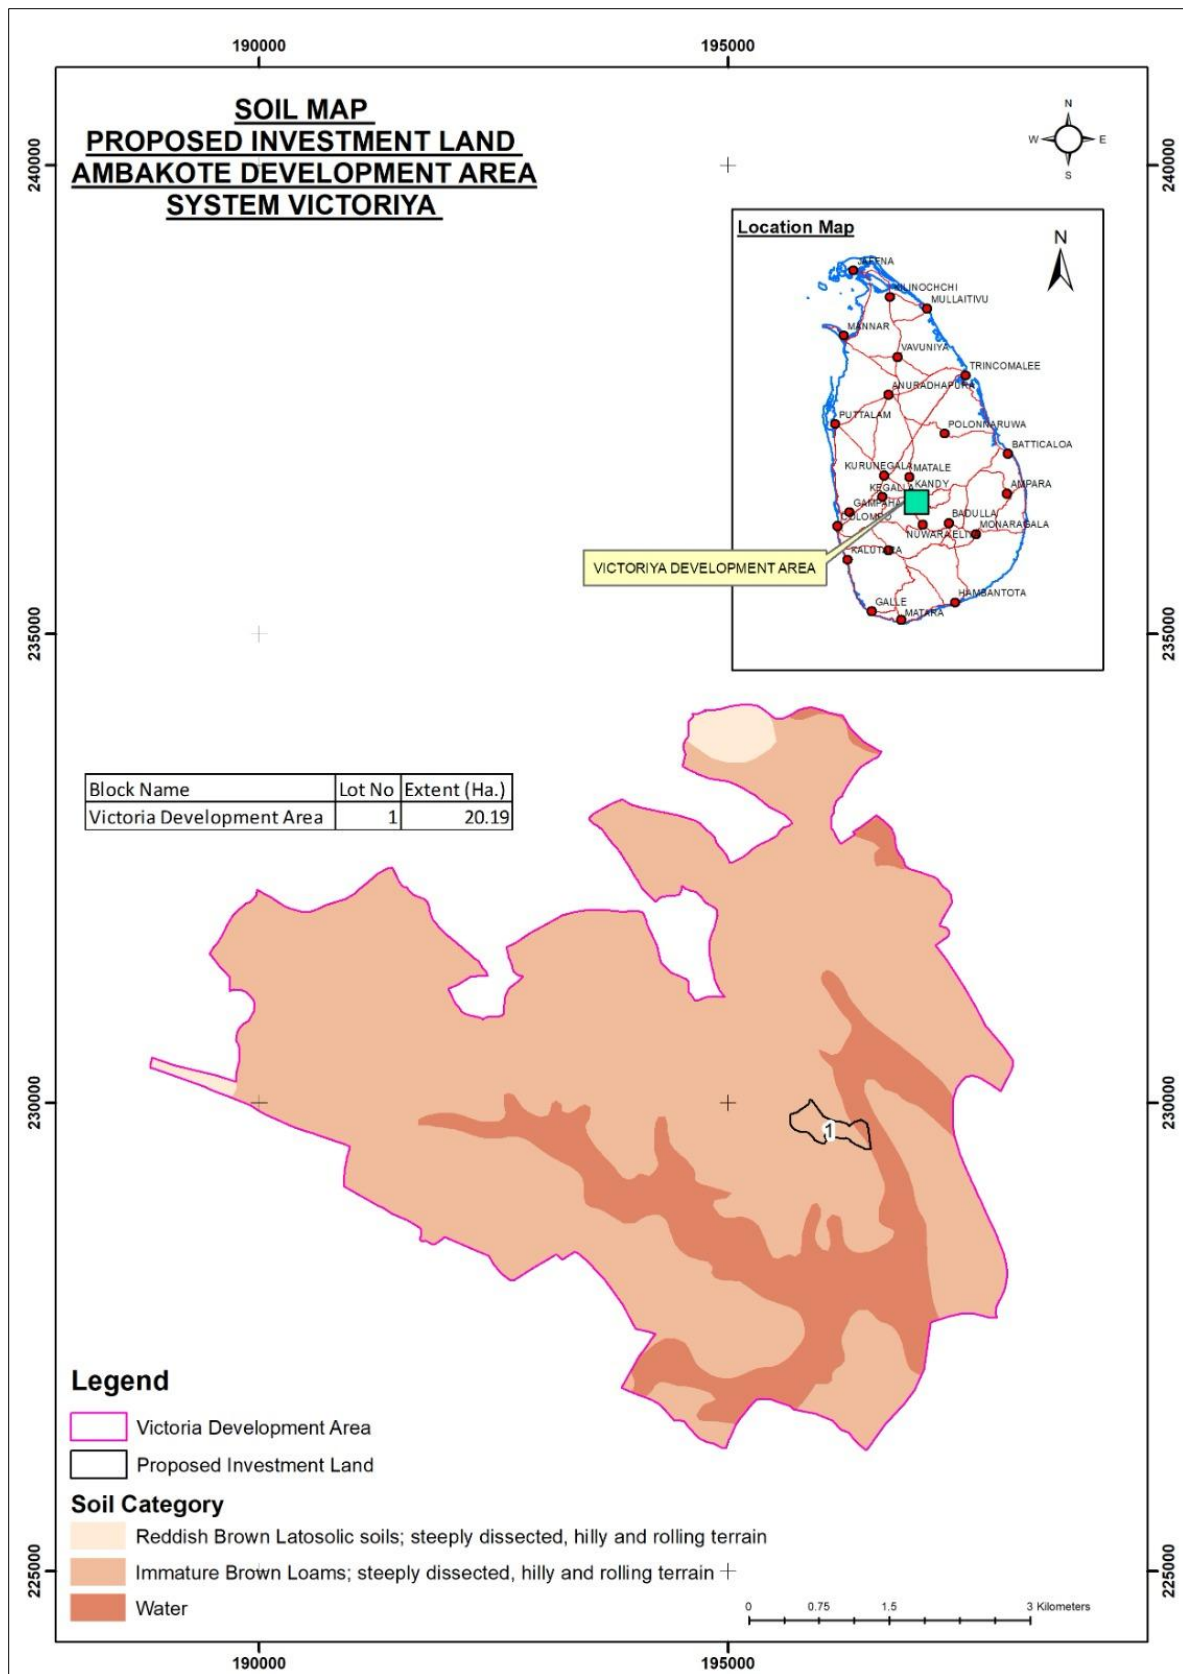 190000
195000
SOIL MAP
PROPOSED INVESTMENT LAND
AMBAKOTE DEVELOPMENT AREA
SYSTEM VICTORIYA
N
W
E
S
240000
240000
Location Map
N
JAFFNA
KILINOCHCHI
MULLAITIVU
MANNAR
VAVUNIYA
TRINCOMALEE
ANURADHAPURA
PUTTALAM
POLONNARUWA
BATTICALOA
KURUNEGALA
MATALE
KEGALLA
KANDY
AMPARA
GAMPAHA
COLOMBO
BADULLA
NUWARAELIYA
MONARAGALA
VICTORIYA DEVELOPMENT AREA
KALUTARA
HAMBANTOTA
GALLE
MATARA
235000
235000
Block Name Lot No Extent (Ha.)
Victoria Development Area 1 20.19
230000
230000
1
Legend
Victoria Development Area
Proposed Investment Land
Soil Category
Reddish Brown Latosolic soils; steeply dissected, hilly and rolling terrain
Immature Brown Loams; steeply dissected, hilly and rolling terrain
Water
225000
225000
0 0.75 1.5 3 Kilometers
190000
195000